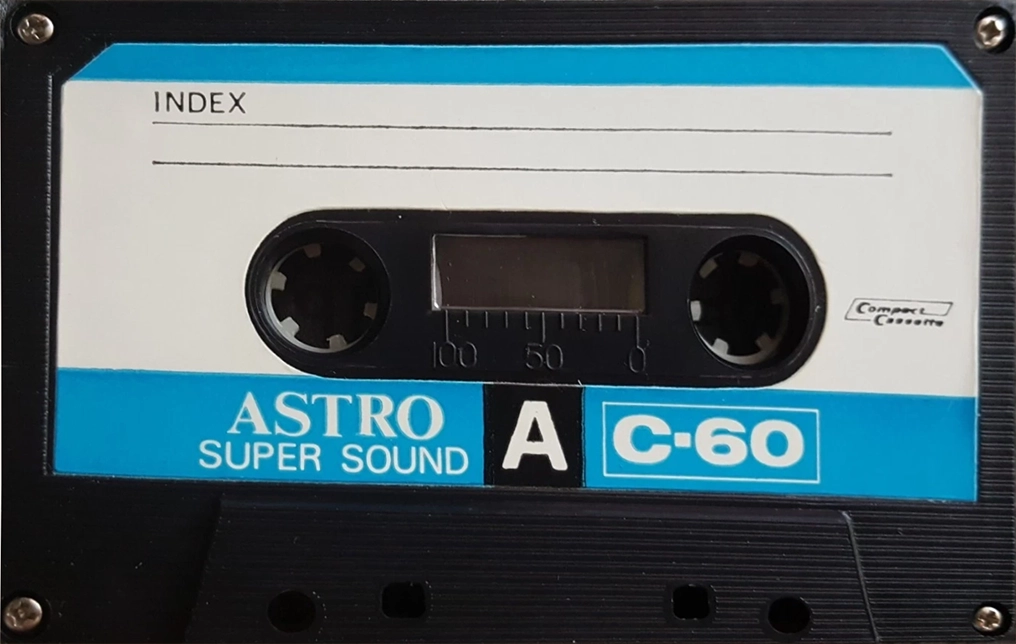 INDEX
Compact
Cassette
100 50 0
ASTRO
SUPER SOUND
A
C-60